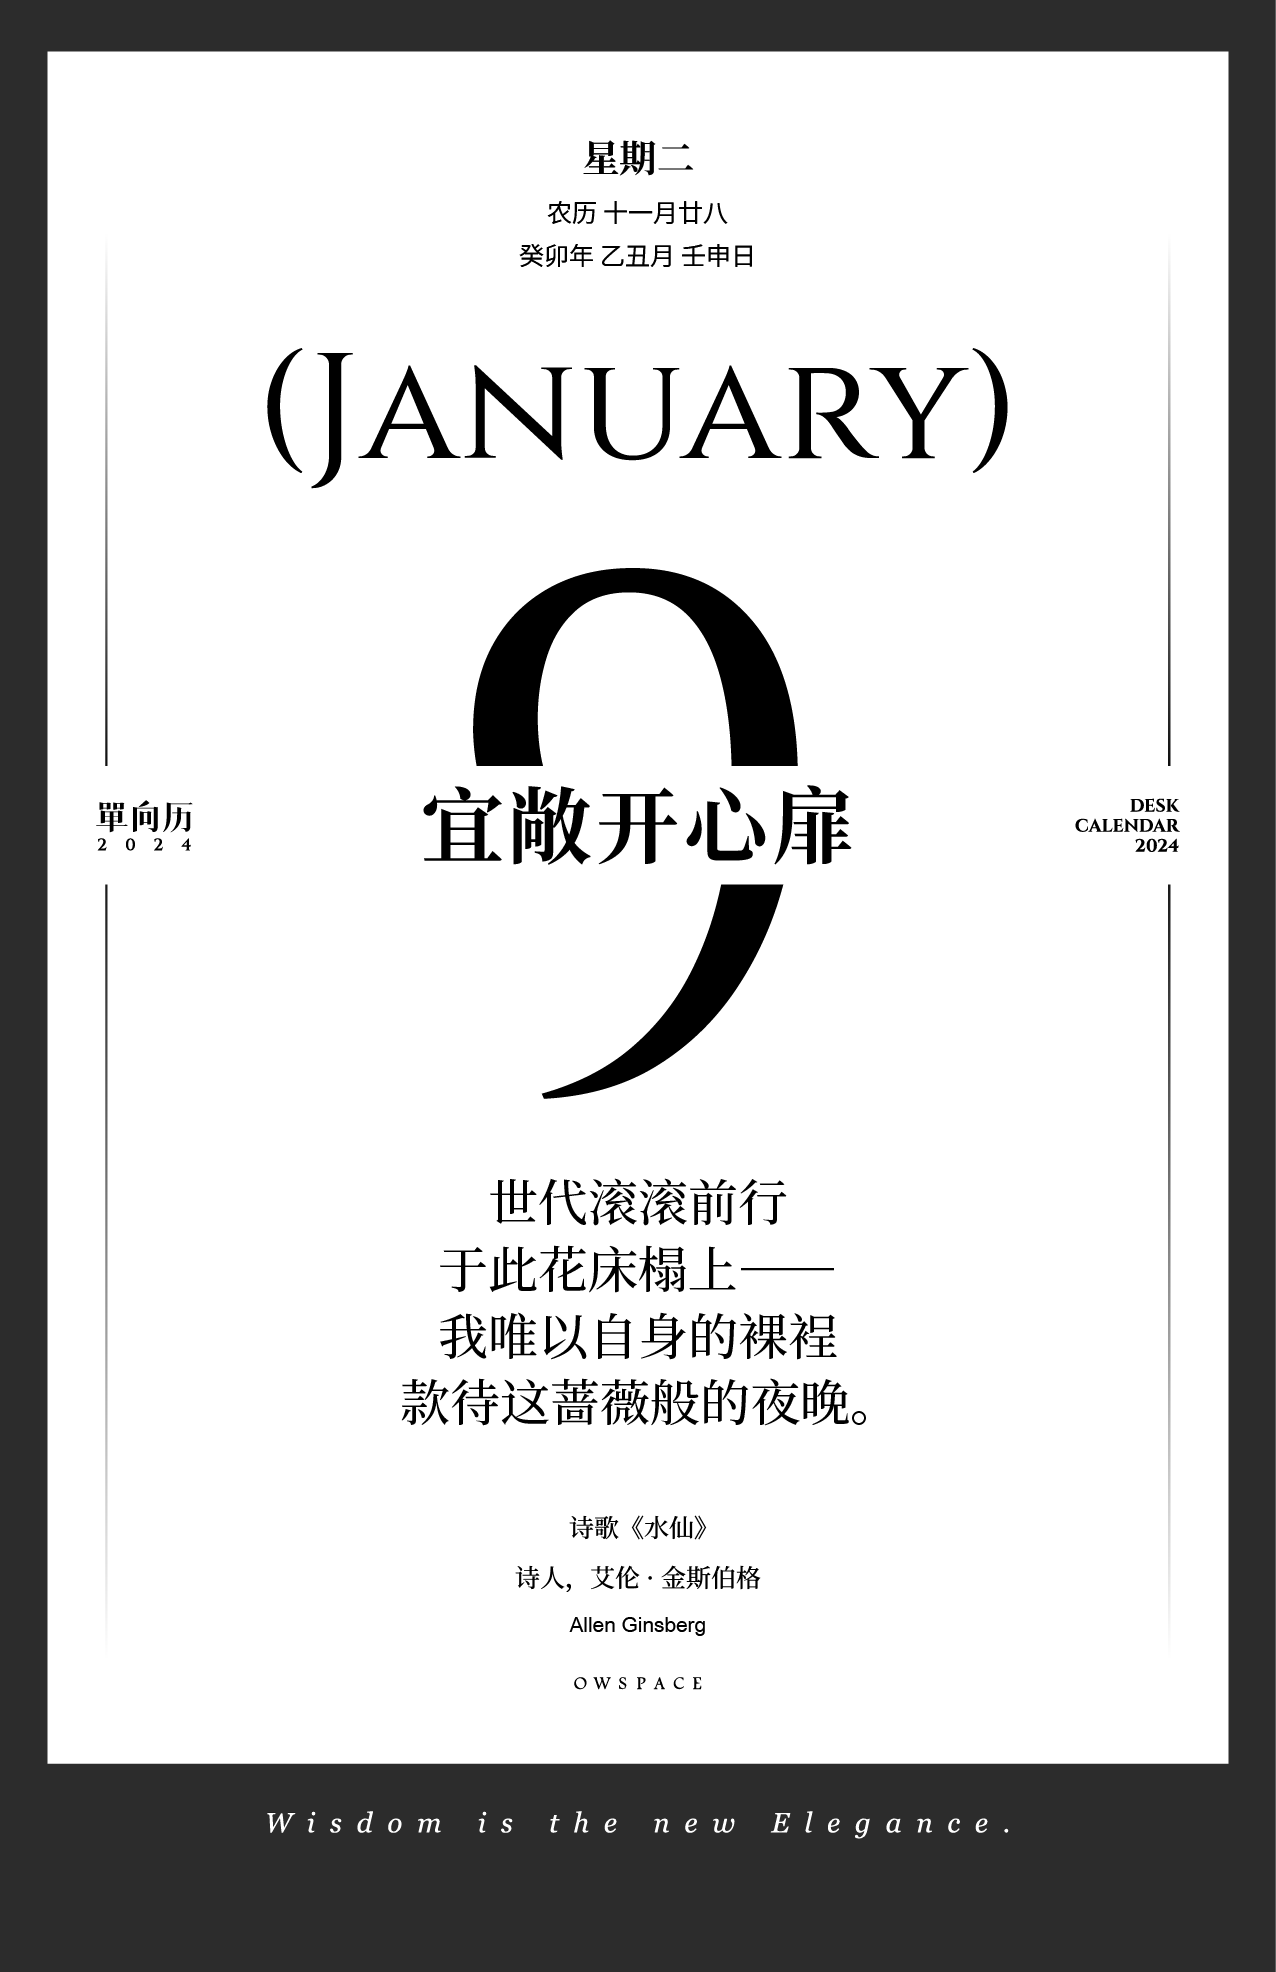 星期二
农历 十一月廿八
癸卯年 乙丑月 壬申日
(JANUARY)
9
單向历
2024
宜敞开心扉
DESK
CALENDAR
2024
世代滚滚前行
于此花床榻上——
我唯以自身的裸裎
款待这蔷薇般的夜晚。
诗歌《水仙》
诗人，艾伦·金斯伯格
Allen Ginsberg
OWSPACE
Wisdom is the new Elegance.